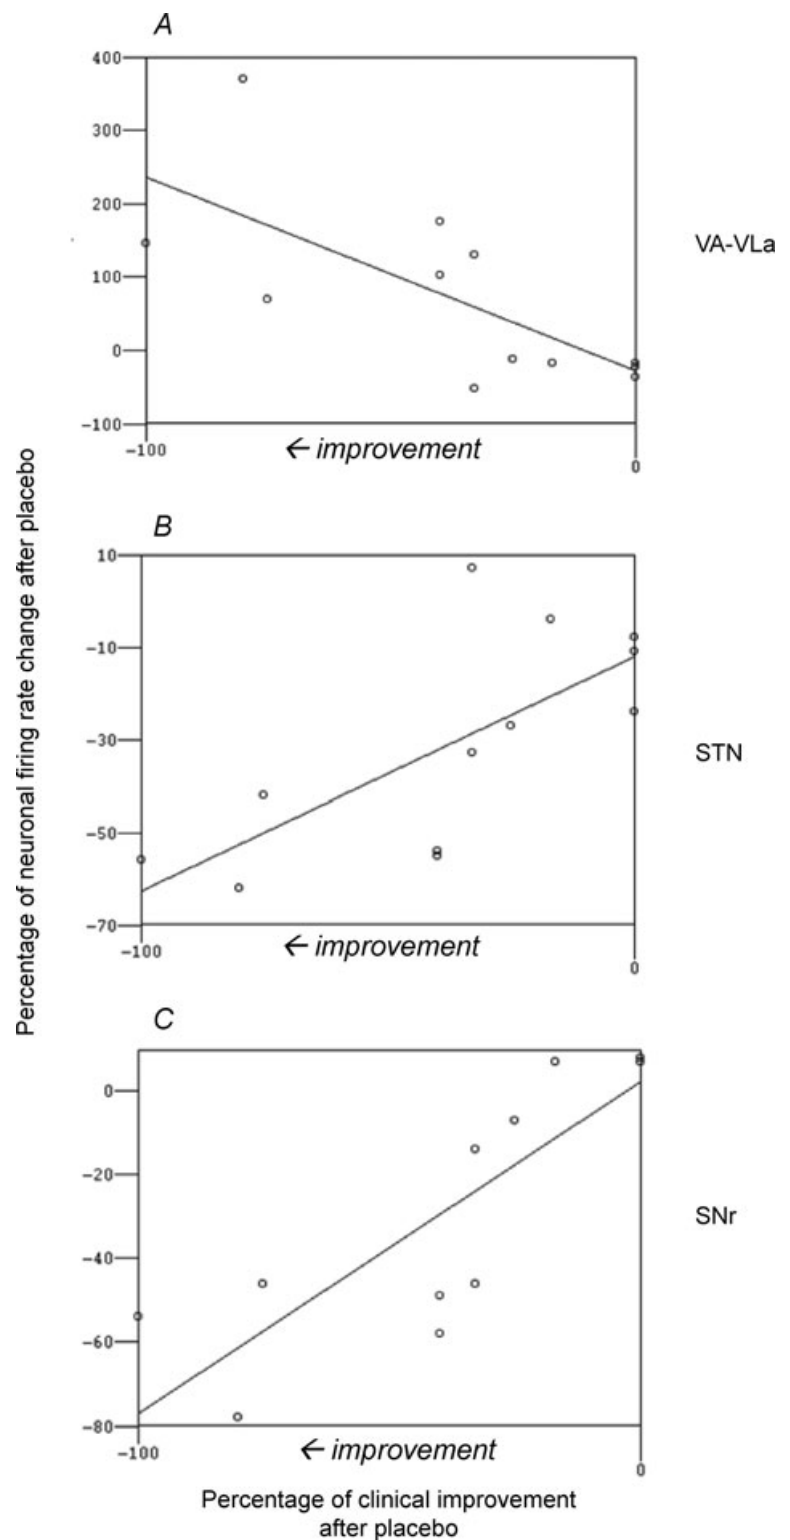 A
400
300
200
100
0
-100
-100
0
← improvement
VA-VLa
Percentage of neuronal firing rate change after placebo
B
10
-10
-30
-50
-70
-100
0
← improvement
STN
C
0
-20
-40
-60
-80
-100
0
← improvement
SNr
Percentage of clinical improvement
after placebo